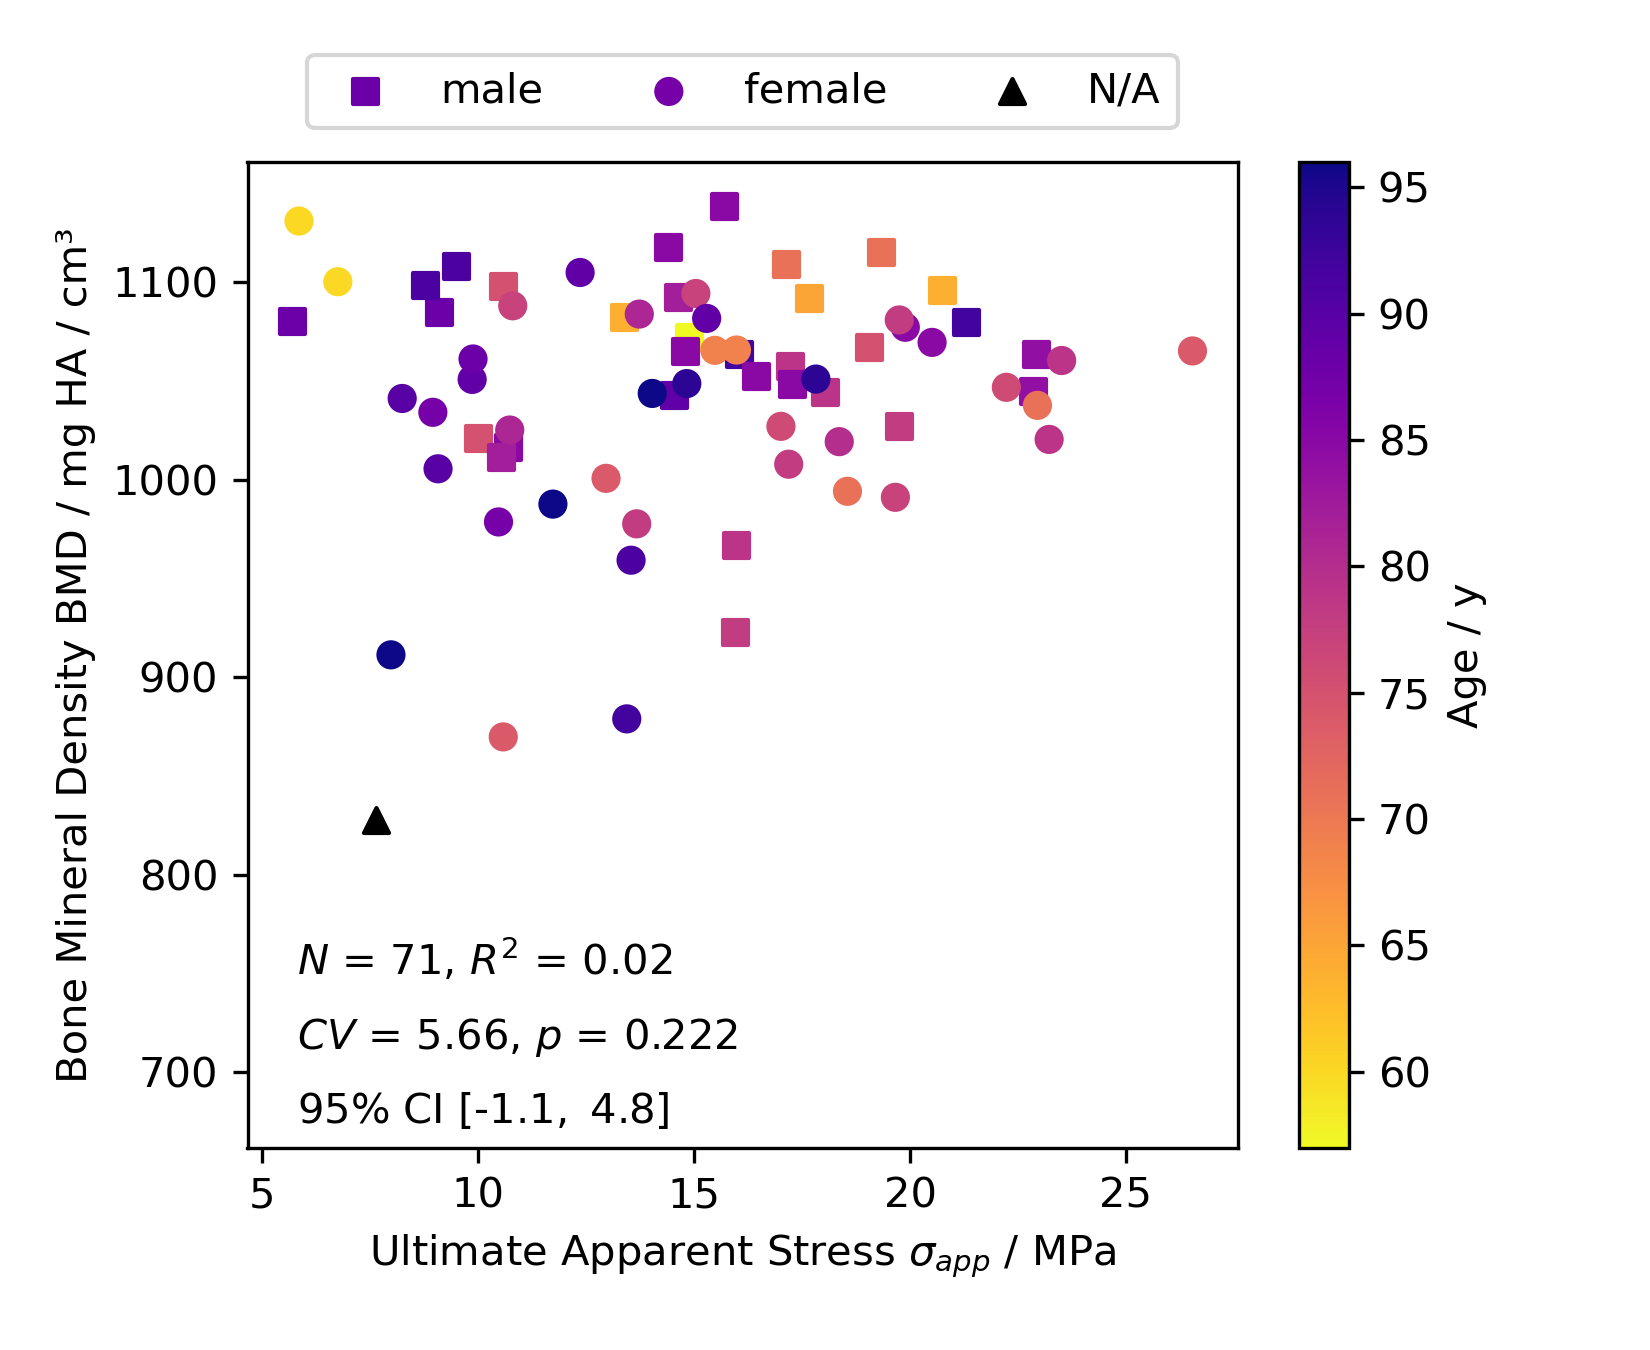 male female N/A
Bone Mineral Density BMD / mg HA / cm³
1100
1000
900
800
700
N = 71, R² = 0.02
CV = 5.66, p = 0.222
95% CI [-1.1, 4.8]
5 10 15 20 25
Ultimate Apparent Stress σapp / MPa
95
90
85
80
75
70
65
60
Age / y